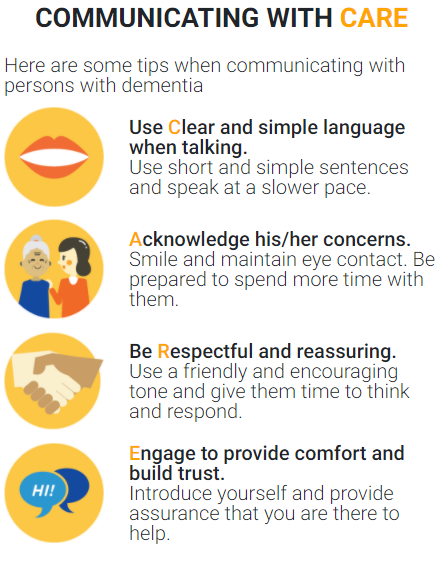 COMMUNICATING WITH CARE
Here are some tips when communicating with
persons with dementia
Use Clear and simple language
when talking.
Use short and simple sentences
and speak at a slower pace.
Acknowledge his/her concerns.
Smile and maintain eye contact. Be
prepared to spend more time with
them.
Be Respectful and reassuring.
Use a friendly and encouraging
tone and give them time to think
and respond.
Engage to provide comfort and
build trust.
HI!
Introduce yourself and provide
assurance that you are there to
help.